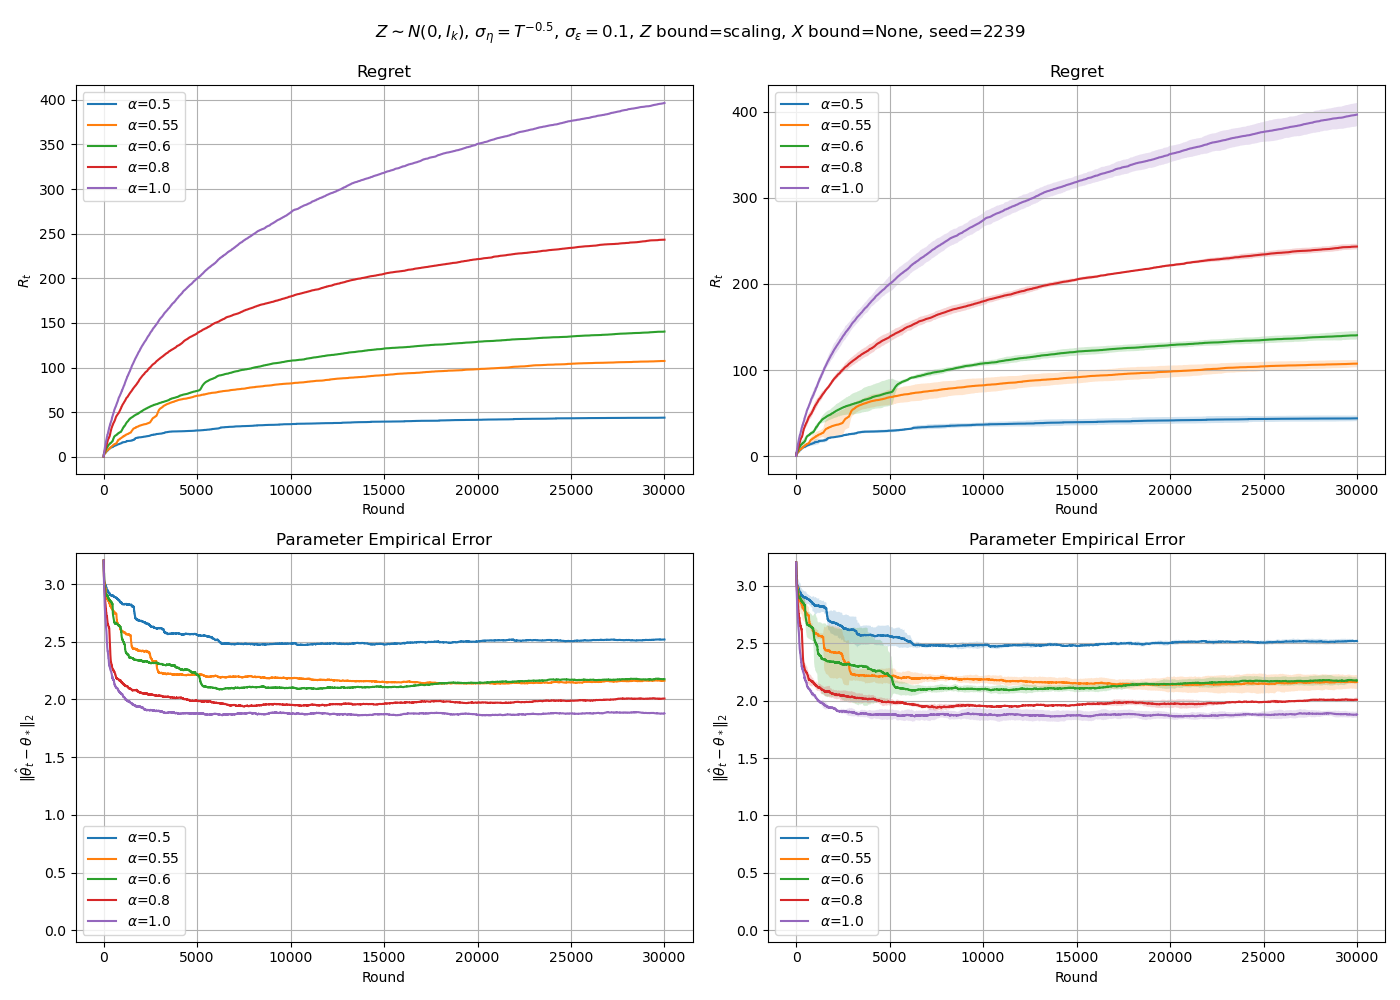 Z ~ N(0, I_k), σ_η = T^{-0.5}, σ_ε = 0.1, Z bound=scaling, X bound=None, seed=2239
Regret
R_t
400
350
300
250
200
150
100
50
0
α=0.5
α=0.55
α=0.6
α=0.8
α=1.0
0 5000 10000 15000 20000 25000 30000
Round
Regret
R_t
400
300
200
100
0
α=0.5
α=0.55
α=0.6
α=0.8
α=1.0
0 5000 10000 15000 20000 25000 30000
Round
Parameter Empirical Error
‖θ̂_t − θ_*‖_2
3.0
2.5
2.0
1.5
1.0
0.5
0.0
α=0.5
α=0.55
α=0.6
α=0.8
α=1.0
0 5000 10000 15000 20000 25000 30000
Round
Parameter Empirical Error
‖θ̂_t − θ_*‖_2
3.0
2.5
2.0
1.5
1.0
0.5
0.0
α=0.5
α=0.55
α=0.6
α=0.8
α=1.0
0 5000 10000 15000 20000 25000 30000
Round